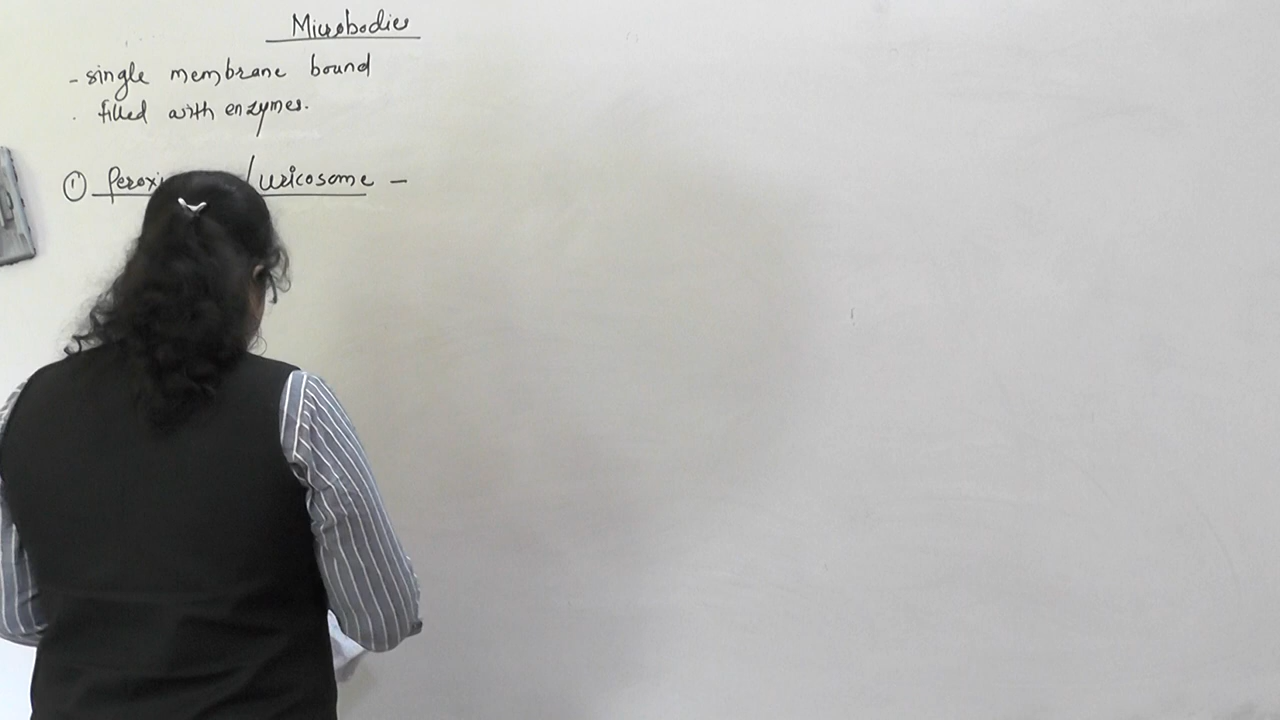 Microbodies
- single membrane bound
. filled with enzymes.
① /uricosome -